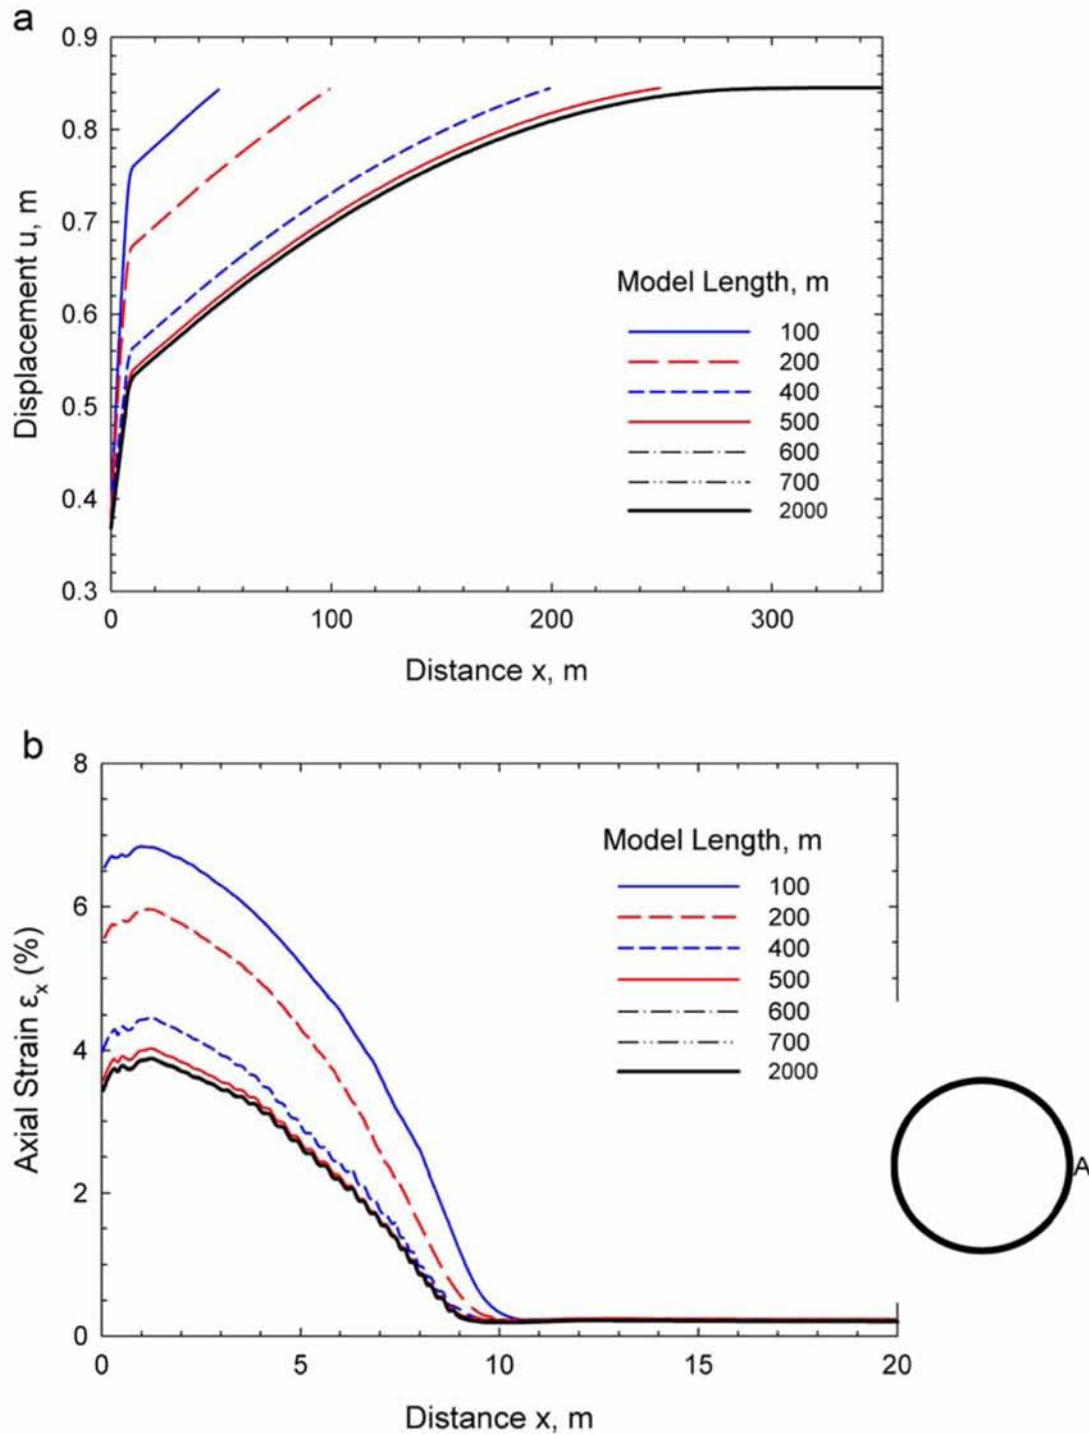 a
0.9
0.8
0.7
0.6
0.5
0.4
0.3
Displacement u, m
Model Length, m
100
200
400
500
600
700
2000
0 100 200 300
Distance x, m
b
8
6
4
2
0
Axial Strain εx (%)
Model Length, m
100
200
400
500
600
700
2000
A
0 5 10 15 20
Distance x, m